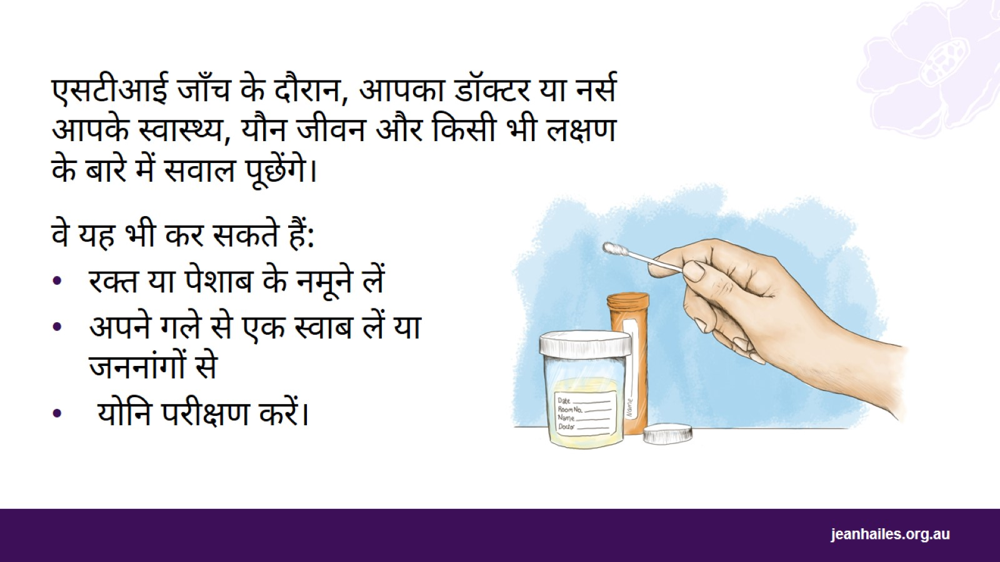 एसटीआई जाँच के दौरान, आपका डॉक्टर या नर्स
आपके स्वास्थ्य, यौन जीवन और किसी भी लक्षण
के बारे में सवाल पूछेंगे।
वे यह भी कर सकते हैं:
• रक्त या पेशाब के नमूने लें
• अपने गले से एक स्वाब लें या
जननांगों से
• योनि परीक्षण करें।
Date
Room No.
Name
Doctor
Name
jeanhailes.org.au